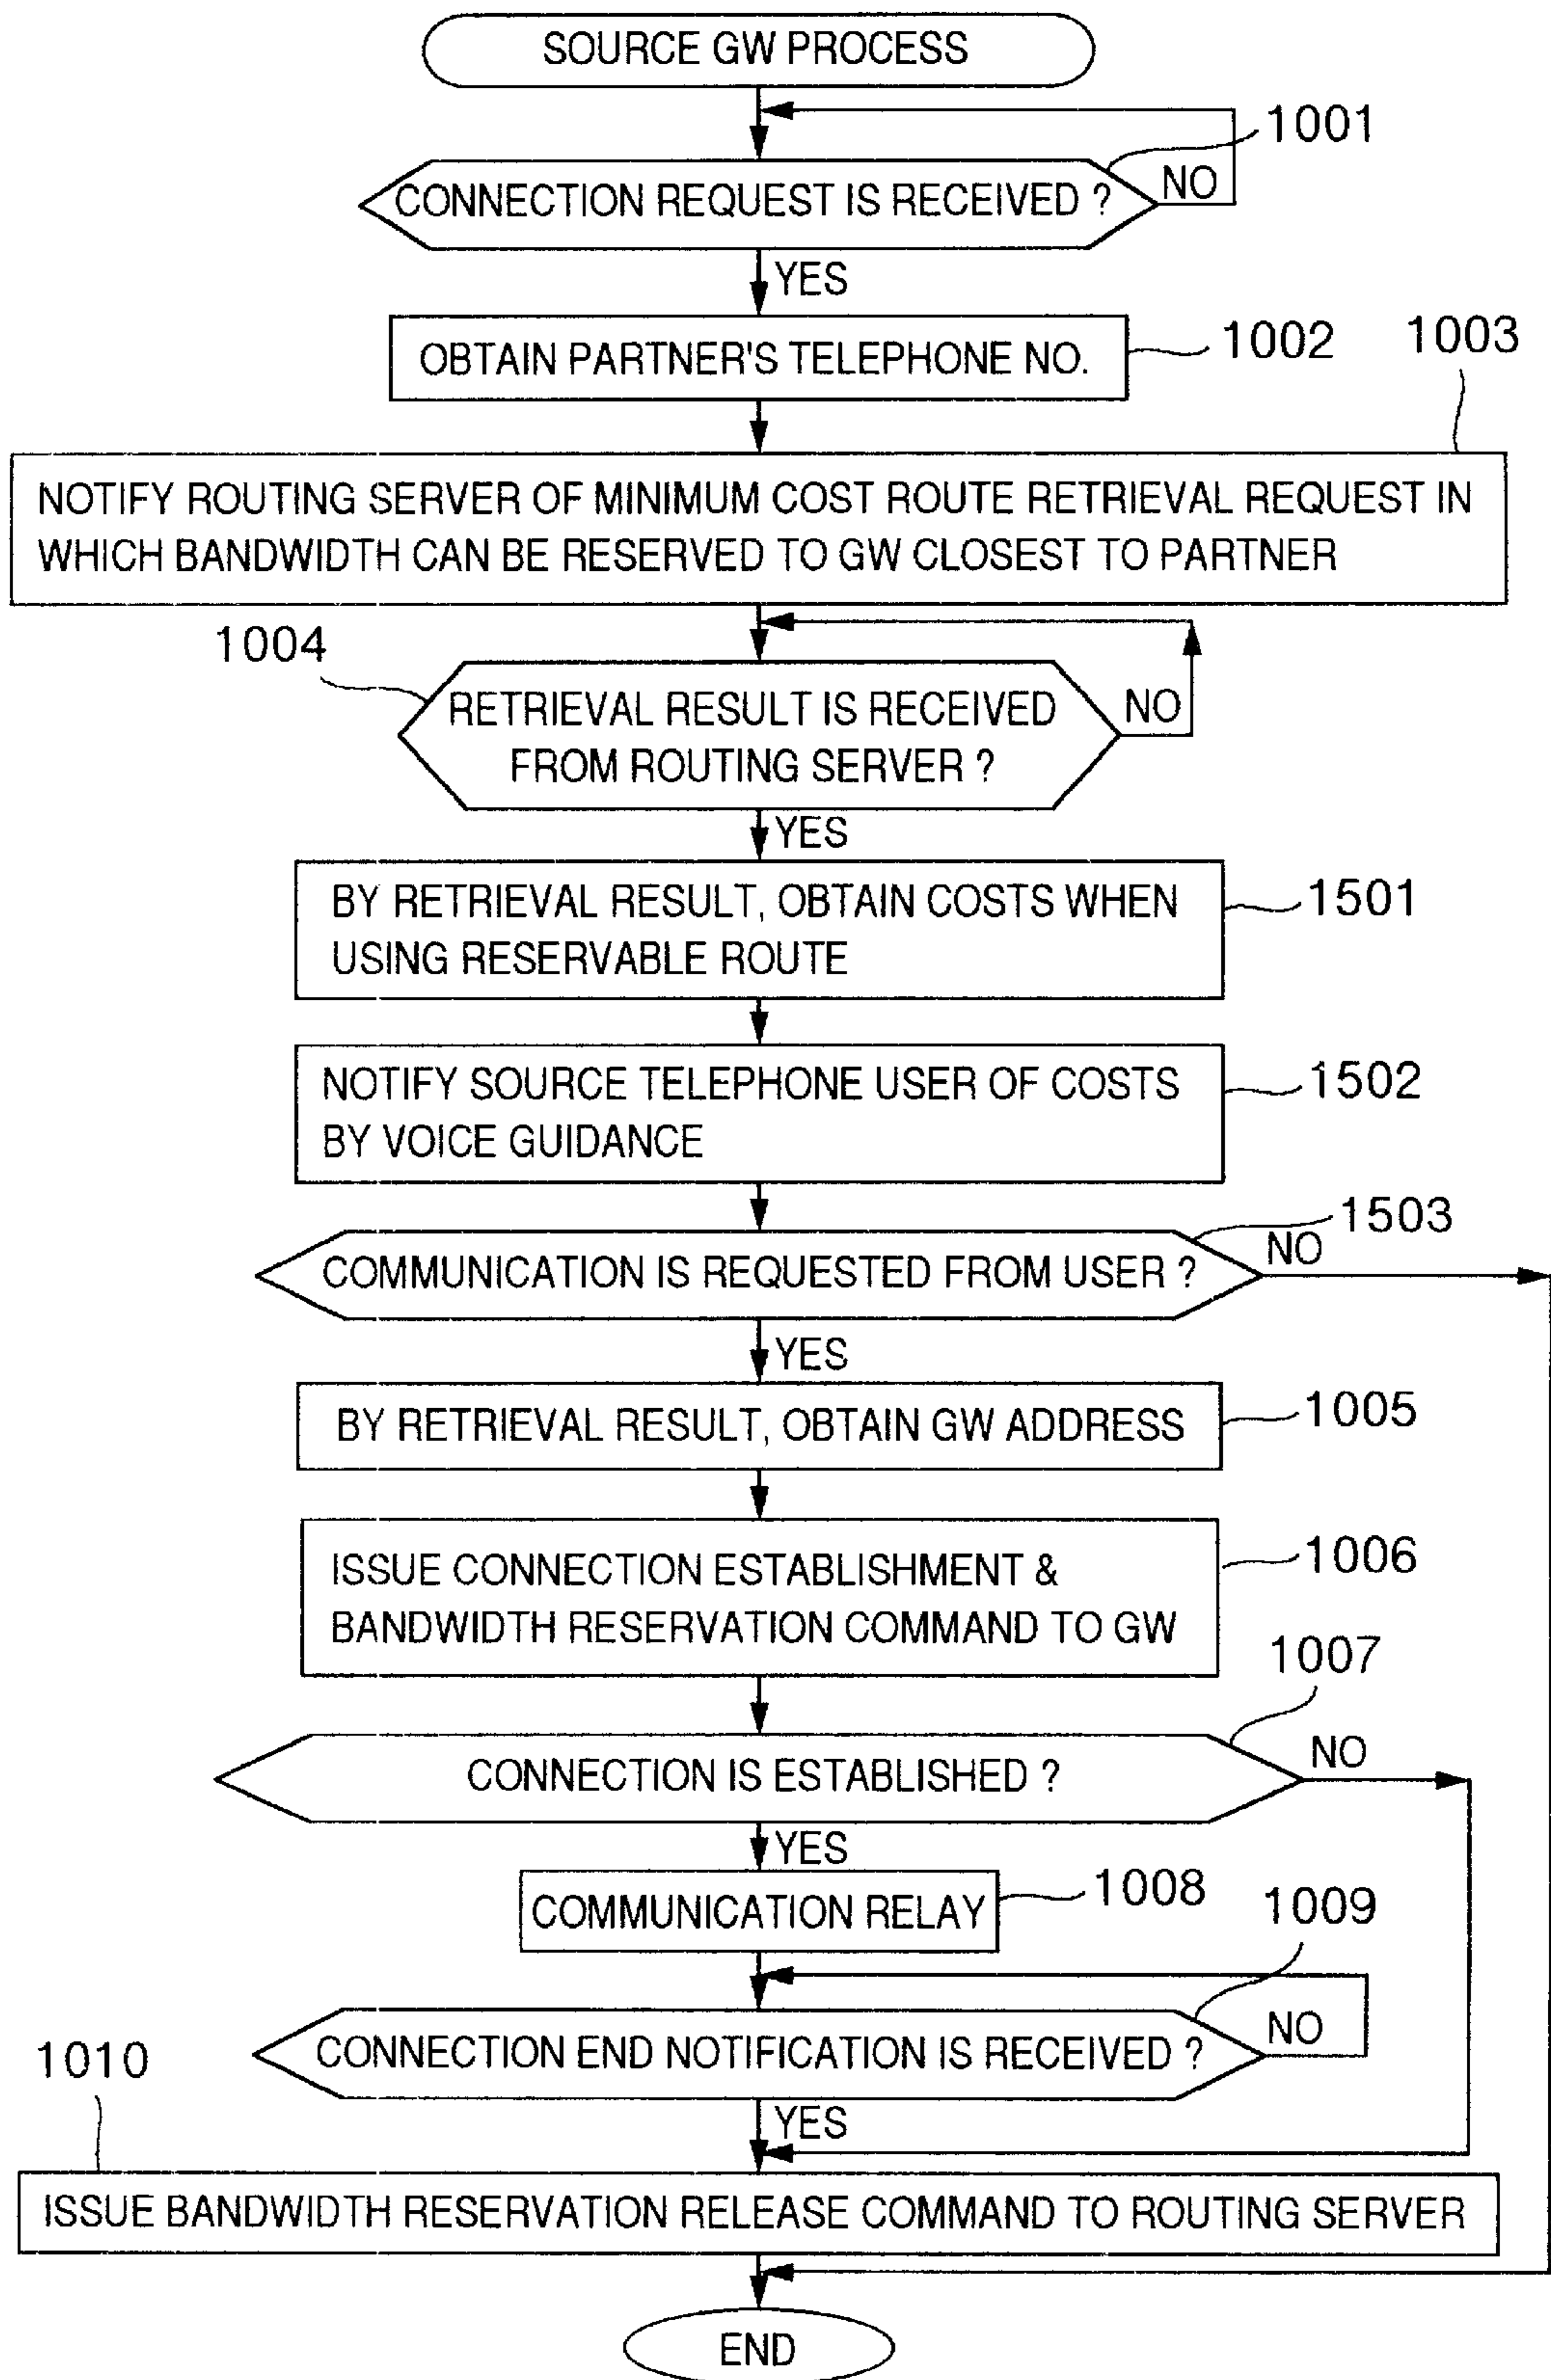 SOURCE GW PROCESS
1001
CONNECTION REQUEST IS RECEIVED ?
NO
YES
OBTAIN PARTNER'S TELEPHONE NO.
1002
1003
NOTIFY ROUTING SERVER OF MINIMUM COST ROUTE RETRIEVAL REQUEST IN
WHICH BANDWIDTH CAN BE RESERVED TO GW CLOSEST TO PARTNER
1004
RETRIEVAL RESULT IS RECEIVED
FROM ROUTING SERVER ?
NO
YES
BY RETRIEVAL RESULT, OBTAIN COSTS WHEN
USING RESERVABLE ROUTE
1501
NOTIFY SOURCE TELEPHONE USER OF COSTS
BY VOICE GUIDANCE
1502
1503
COMMUNICATION IS REQUESTED FROM USER ?
NO
YES
BY RETRIEVAL RESULT, OBTAIN GW ADDRESS
1005
ISSUE CONNECTION ESTABLISHMENT &
BANDWIDTH RESERVATION COMMAND TO GW
1006
1007
CONNECTION IS ESTABLISHED ?
NO
YES
COMMUNICATION RELAY
1008
1009
CONNECTION END NOTIFICATION IS RECEIVED ?
NO
YES
1010
ISSUE BANDWIDTH RESERVATION RELEASE COMMAND TO ROUTING SERVER
END